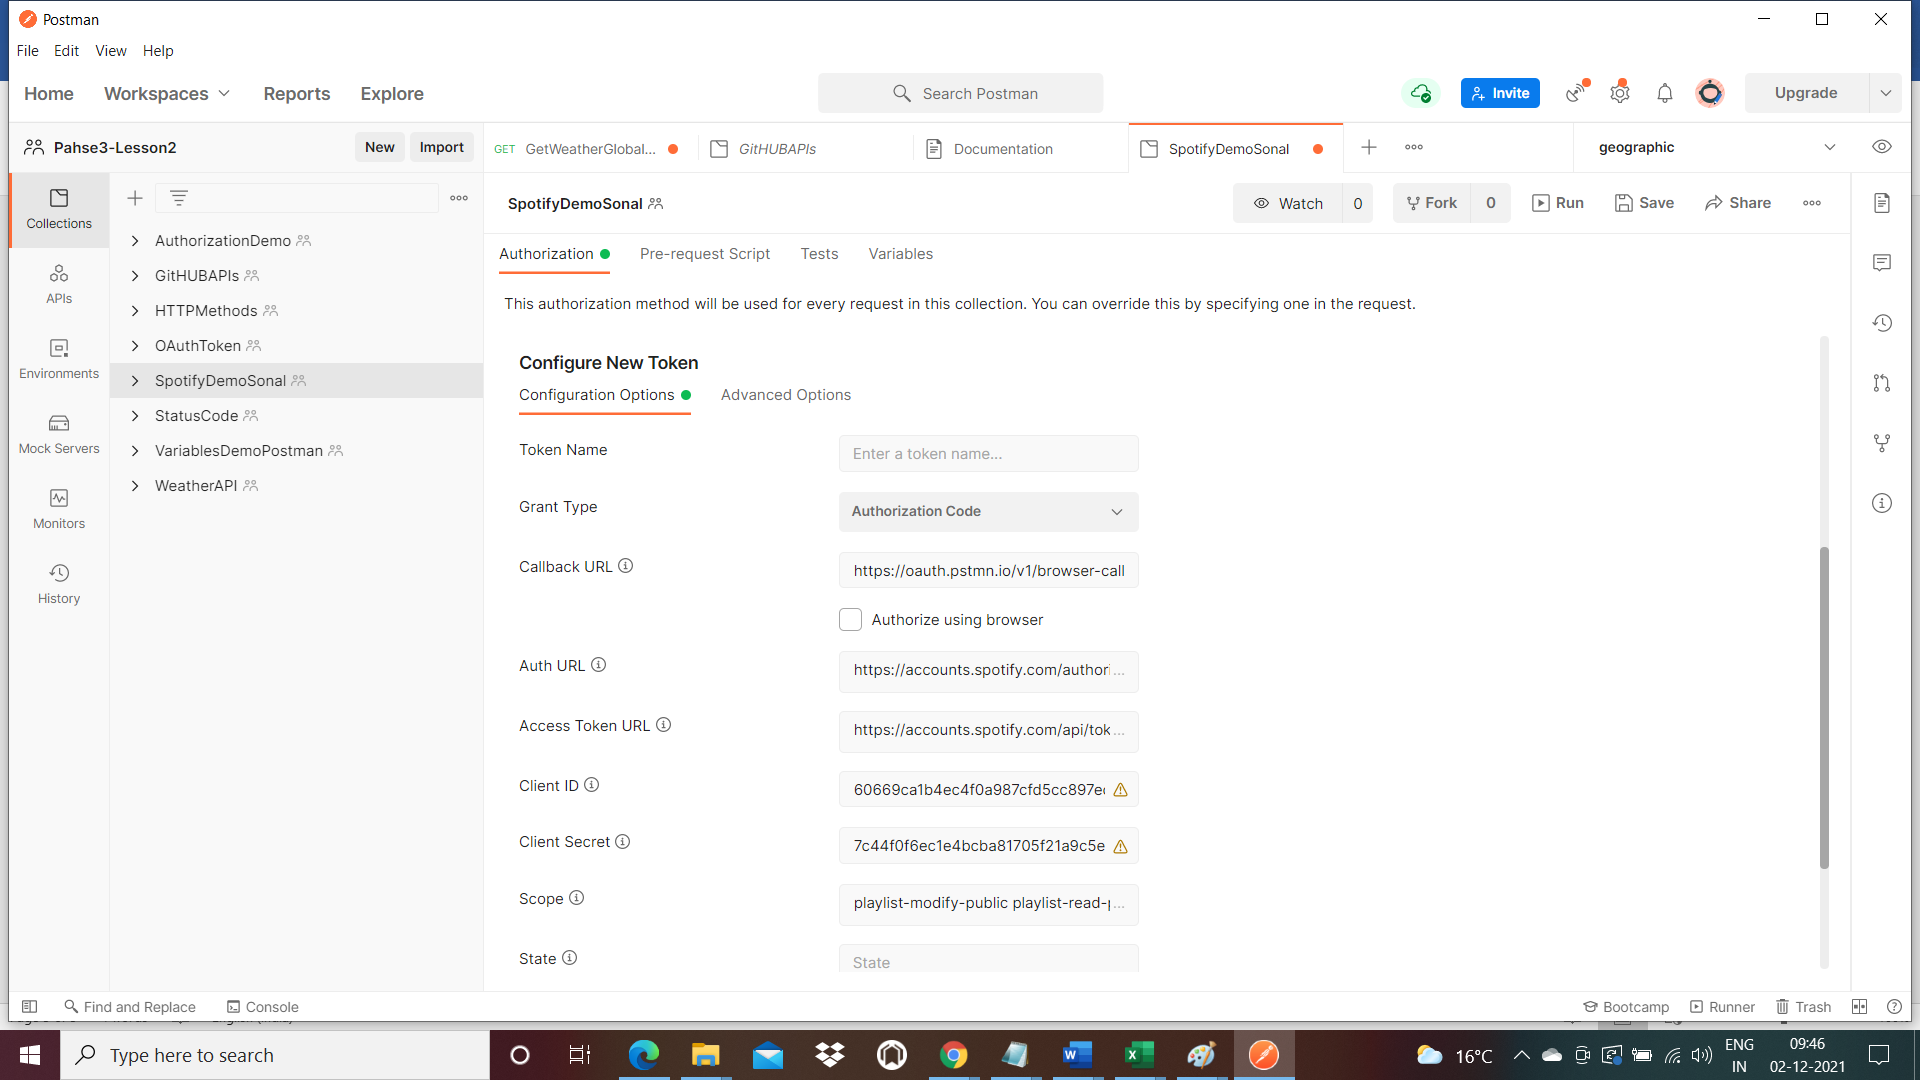 Postman
File Edit View Help
Home Workspaces Reports Explore
Search Postman
Invite
Upgrade
Pahse3-Lesson2
New Import
GET GetWeatherGlobal...
GitHUBAPIs
Documentation
SpotifyDemoSonal
geographic
Collections
APIs
Environments
Mock Servers
Monitors
History
AuthorizationDemo
GitHUBAPIs
HTTPMethods
OAuthToken
SpotifyDemoSonal
StatusCode
VariablesDemoPostman
WeatherAPI
SpotifyDemoSonal
Watch 0 Fork 0 Run Save Share
Authorization Pre-request Script Tests Variables
This authorization method will be used for every request in this collection. You can override this by specifying one in the request.
Configure New Token
Configuration Options Advanced Options
Token Name Enter a token name...
Grant Type Authorization Code
Callback URL https://oauth.pstmn.io/v1/browser-call
Authorize using browser
Auth URL https://accounts.spotify.com/authori...
Access Token URL https://accounts.spotify.com/api/tok...
Client ID 60669ca1b4ec4f0a987cfd5cc897e
Client Secret 7c44f0f6ec1e4bcba81705f21a9c5e
Scope playlist-modify-public playlist-read-p...
State State
Find and Replace Console
Bootcamp Runner Trash
Type here to search
16°C
ENG
IN
09:46
02-12-2021